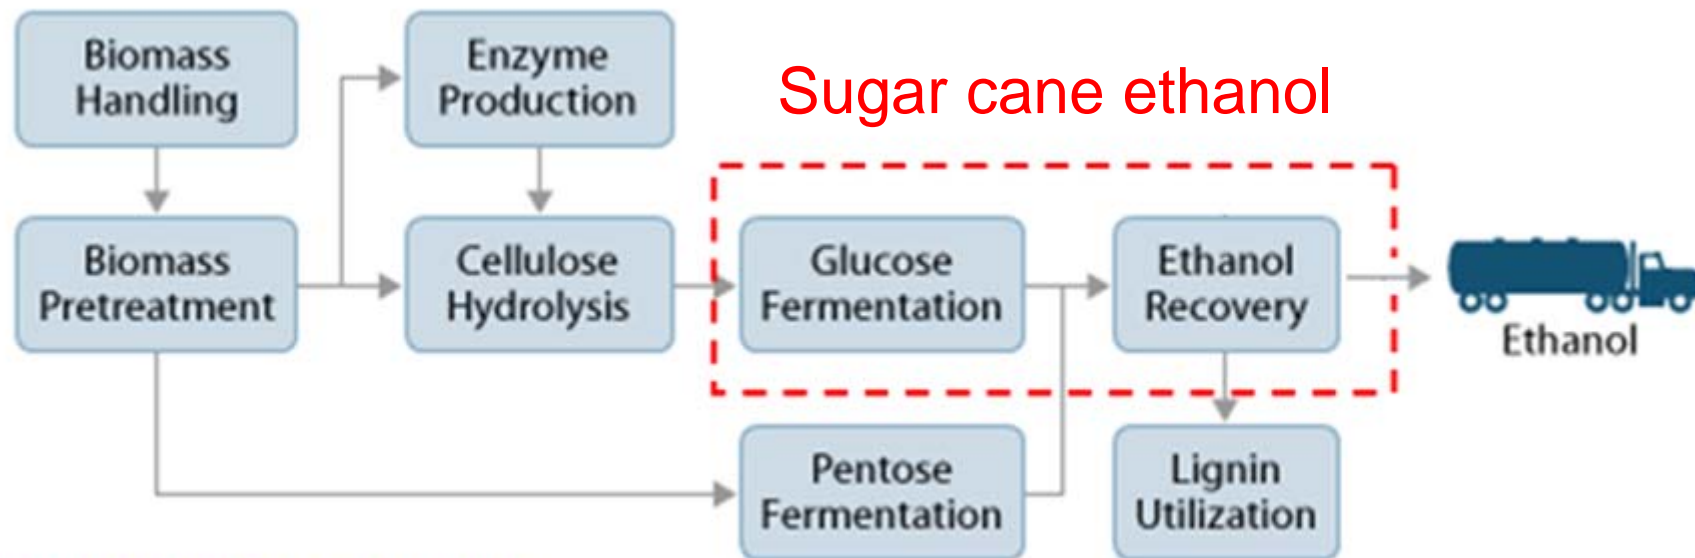 Biomass
Handling
Enzyme
Production
Sugar cane ethanol
Biomass
Pretreatment
Cellulose
Hydrolysis
Glucose
Fermentation
Ethanol
Recovery
Ethanol
Pentose
Fermentation
Lignin
Utilization